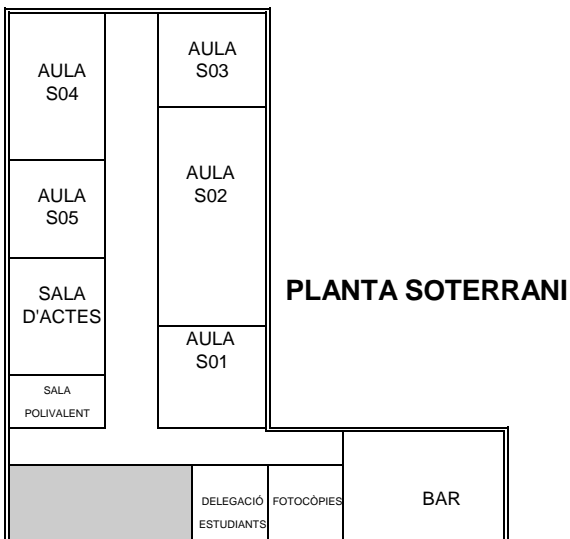 AULA
S04
AULA
S03
AULA
S02
AULA
S05
SALA
D'ACTES
PLANTA SOTERRANI
AULA
S01
SALA
POLIVALENT
DELEGACIÓ
ESTUDIANTS
FOTOCÒPIES
BAR